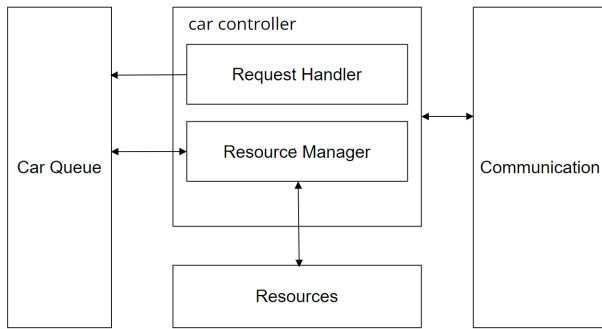 car controller
Request Handler
Car Queue
Resource Manager
Communication
Resources